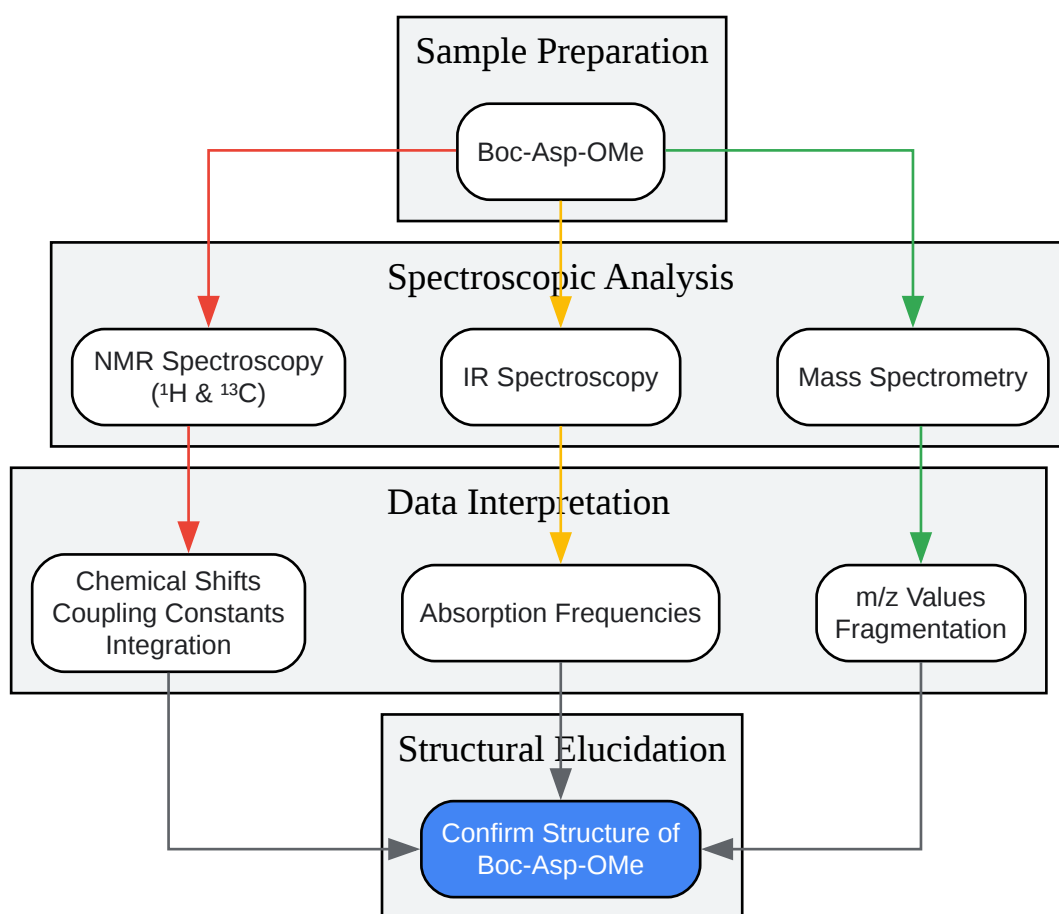 Sample Preparation
Boc-Asp-OMe
Spectroscopic Analysis
NMR Spectroscopy
(¹H & ¹³C)
IR Spectroscopy
Mass Spectrometry
Data Interpretation
Chemical Shifts
Coupling Constants
Integration
Absorption Frequencies
m/z Values
Fragmentation
Structural Elucidation
Confirm Structure of
Boc-Asp-OMe